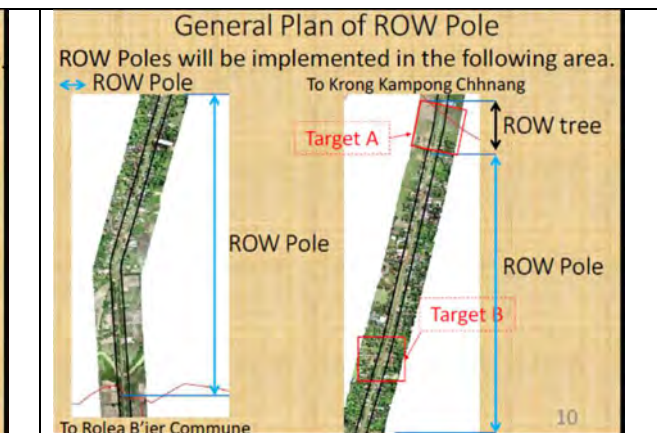 General Plan of ROW Pole
ROW Poles will be implemented in the following area.
ROW Pole
To Krong Kampong Chhnang
Target A
ROW tree
ROW Pole
ROW Pole
Target B
10
To Rolea B'ier Commune